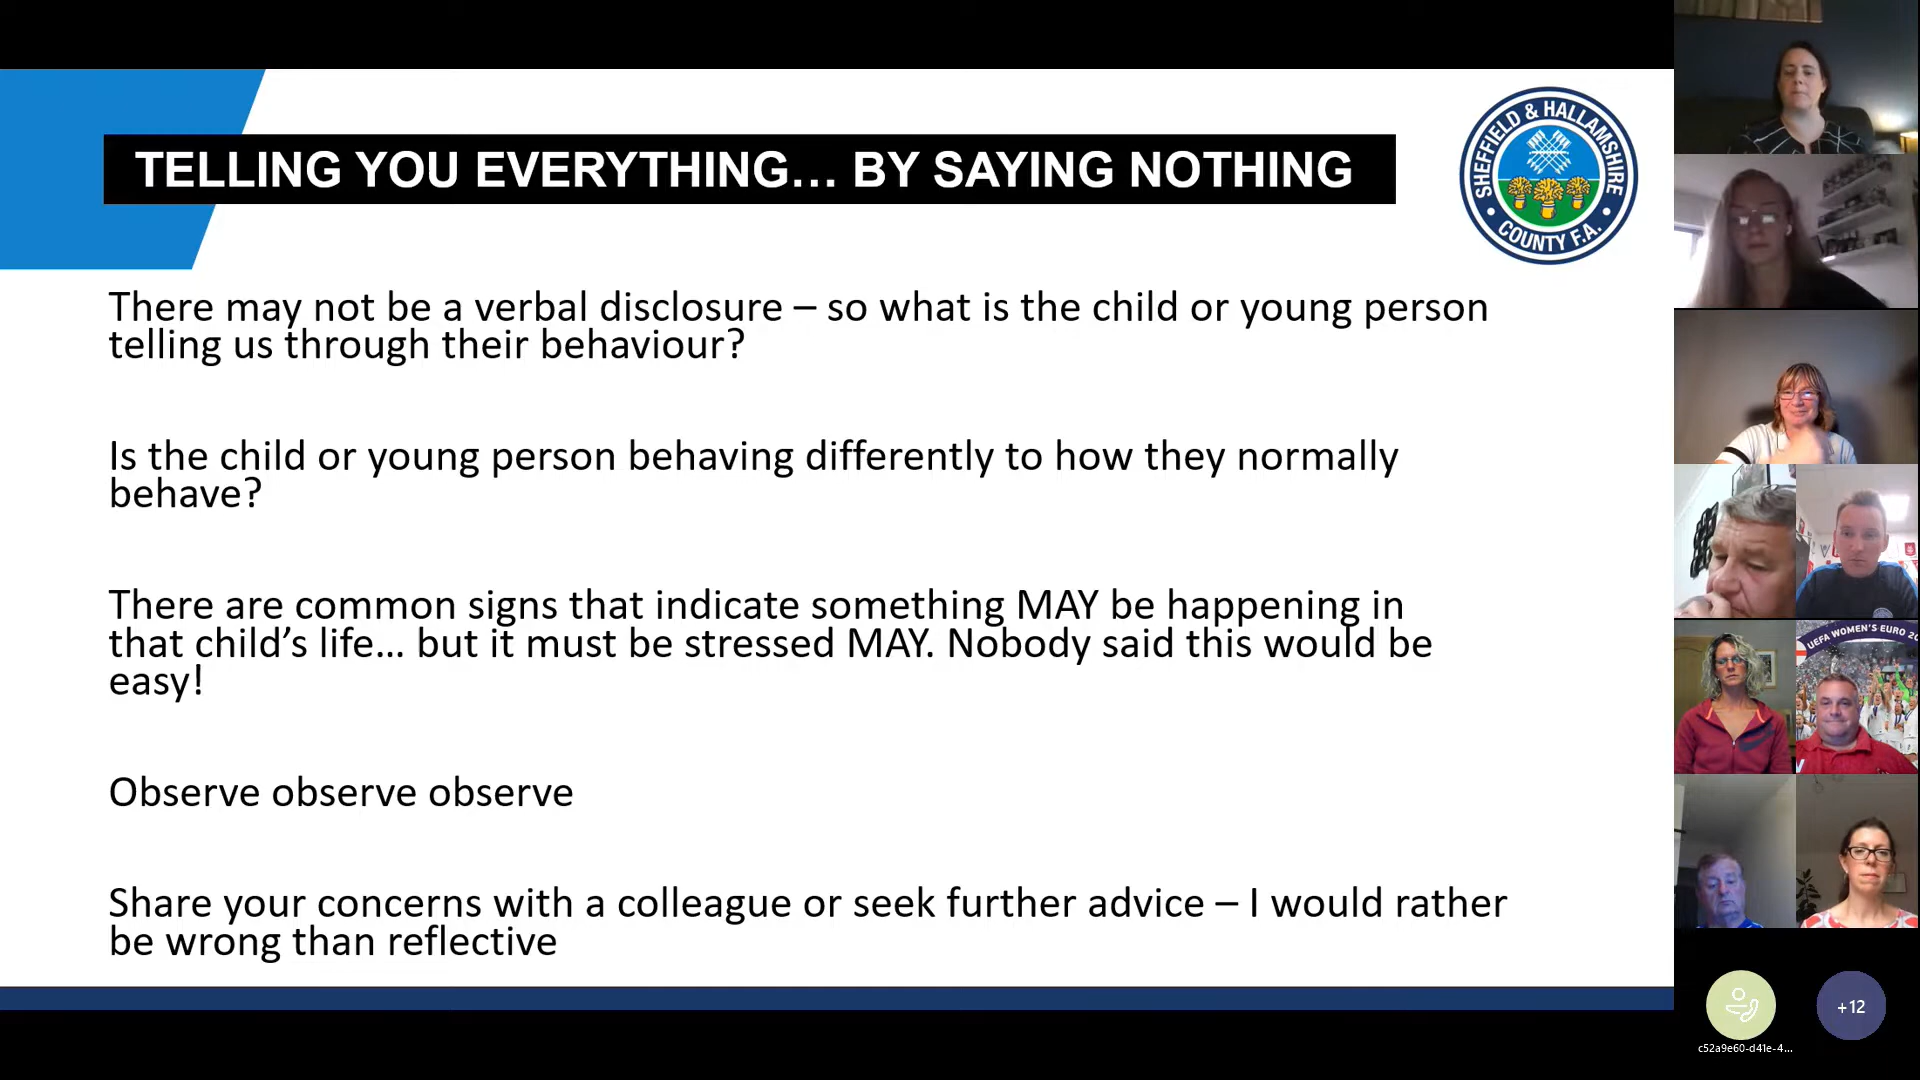 TELLING YOU EVERYTHING... BY SAYING NOTHING
SHEFFIELD & HALLAMSHIRE
COUNTY F.A.
There may not be a verbal disclosure – so what is the child or young person
telling us through their behaviour?
Is the child or young person behaving differently to how they normally
behave?
There are common signs that indicate something MAY be happening in
that child’s life... but it must be stressed MAY. Nobody said this would be
easy!
Observe observe observe
Share your concerns with a colleague or seek further advice – I would rather
be wrong than reflective
UEFA WOMEN'S EURO 20
+12
c52a9e60-d41e-4...